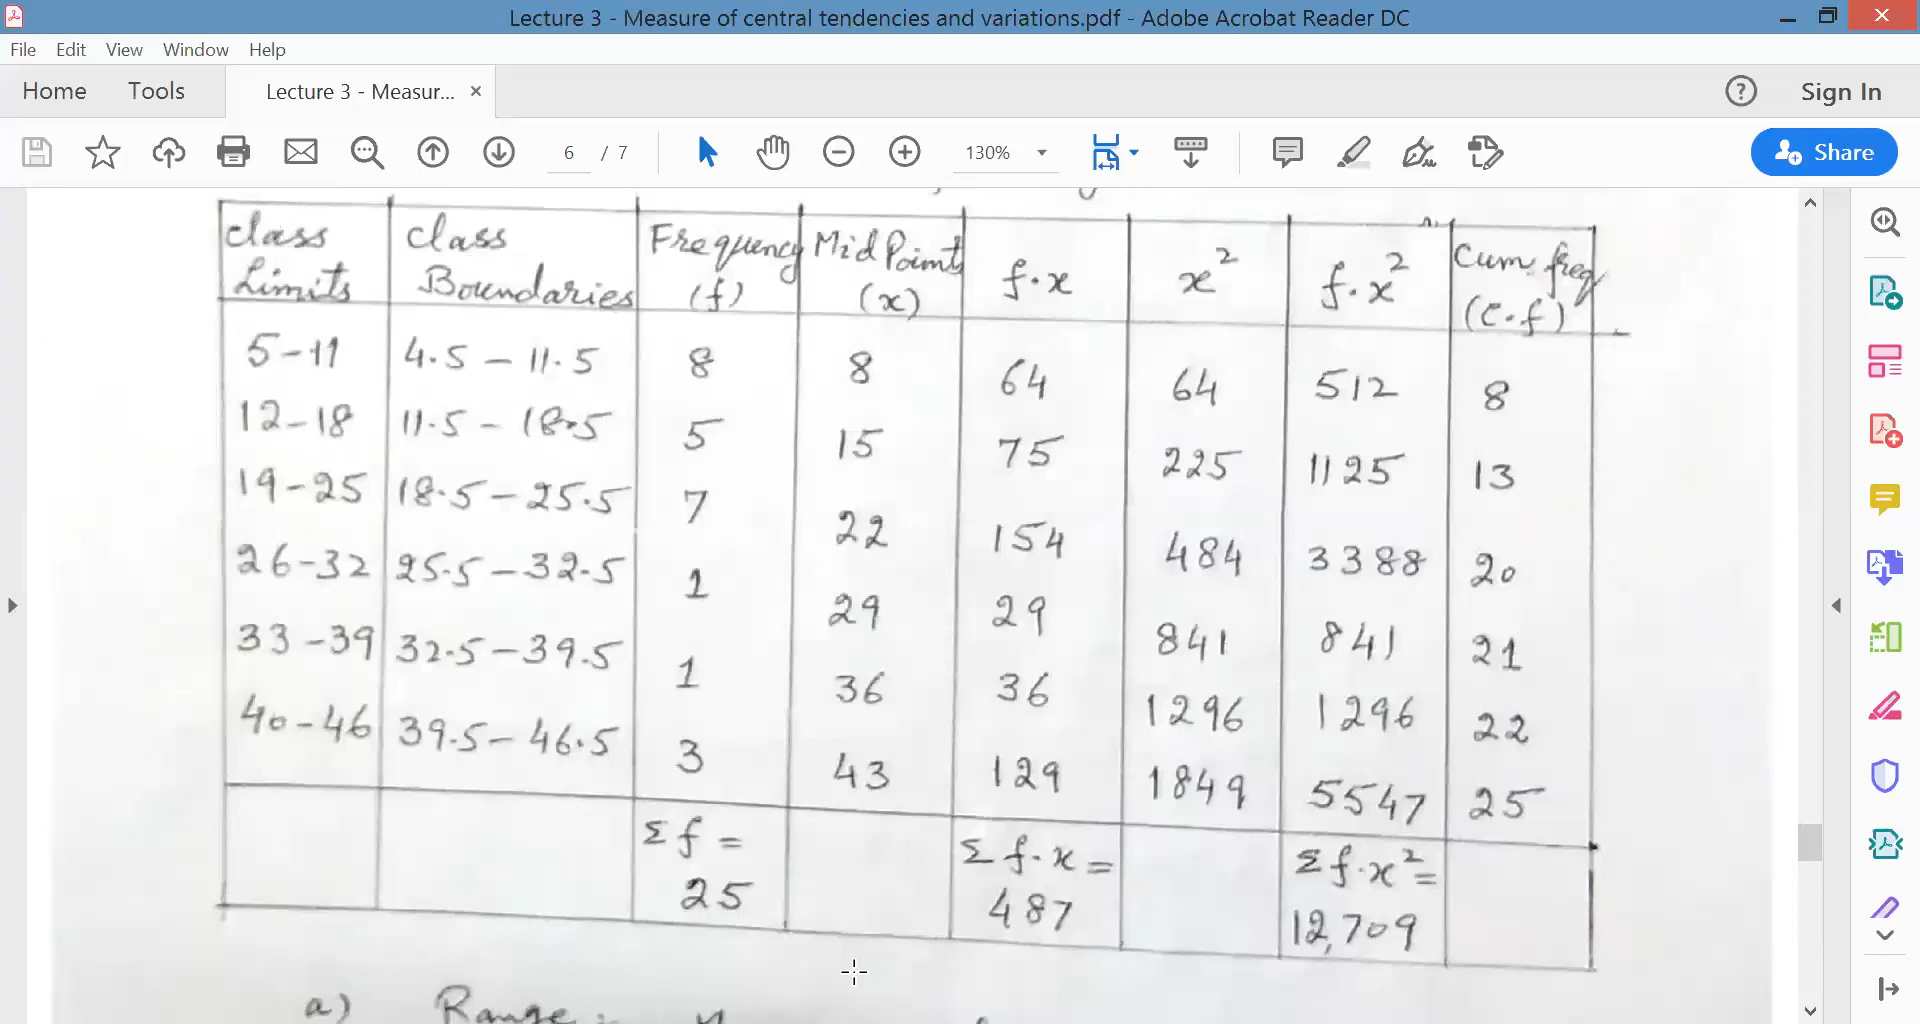 Lecture 3 - Measure of central tendencies and variations.pdf - Adobe Acrobat Reader DC
File Edit View Window Help
Home Tools Lecture 3 - Measur... × Sign In
6 / 7 130% Share
Class Limits Class Boundaries Frequency (f) Mid Point (x) f.x x² f.x² Cum freq (c.f)
5-11 4.5 - 11.5 8 8 64 64 512 8
12-18 11.5 - 18.5 5 15 75 225 1125 13
19-25 18.5-25.5 7 22 154 484 3388 20
26-32 25.5-32.5 1 29 29 841 841 21
33-39 32.5-39.5 1 36 36 1296 1296 22
40-46 39.5-46.5 3 43 129 1849 5547 25
Σf = 25 Σf.x = 487 Σf.x² = 12,709
a) Range